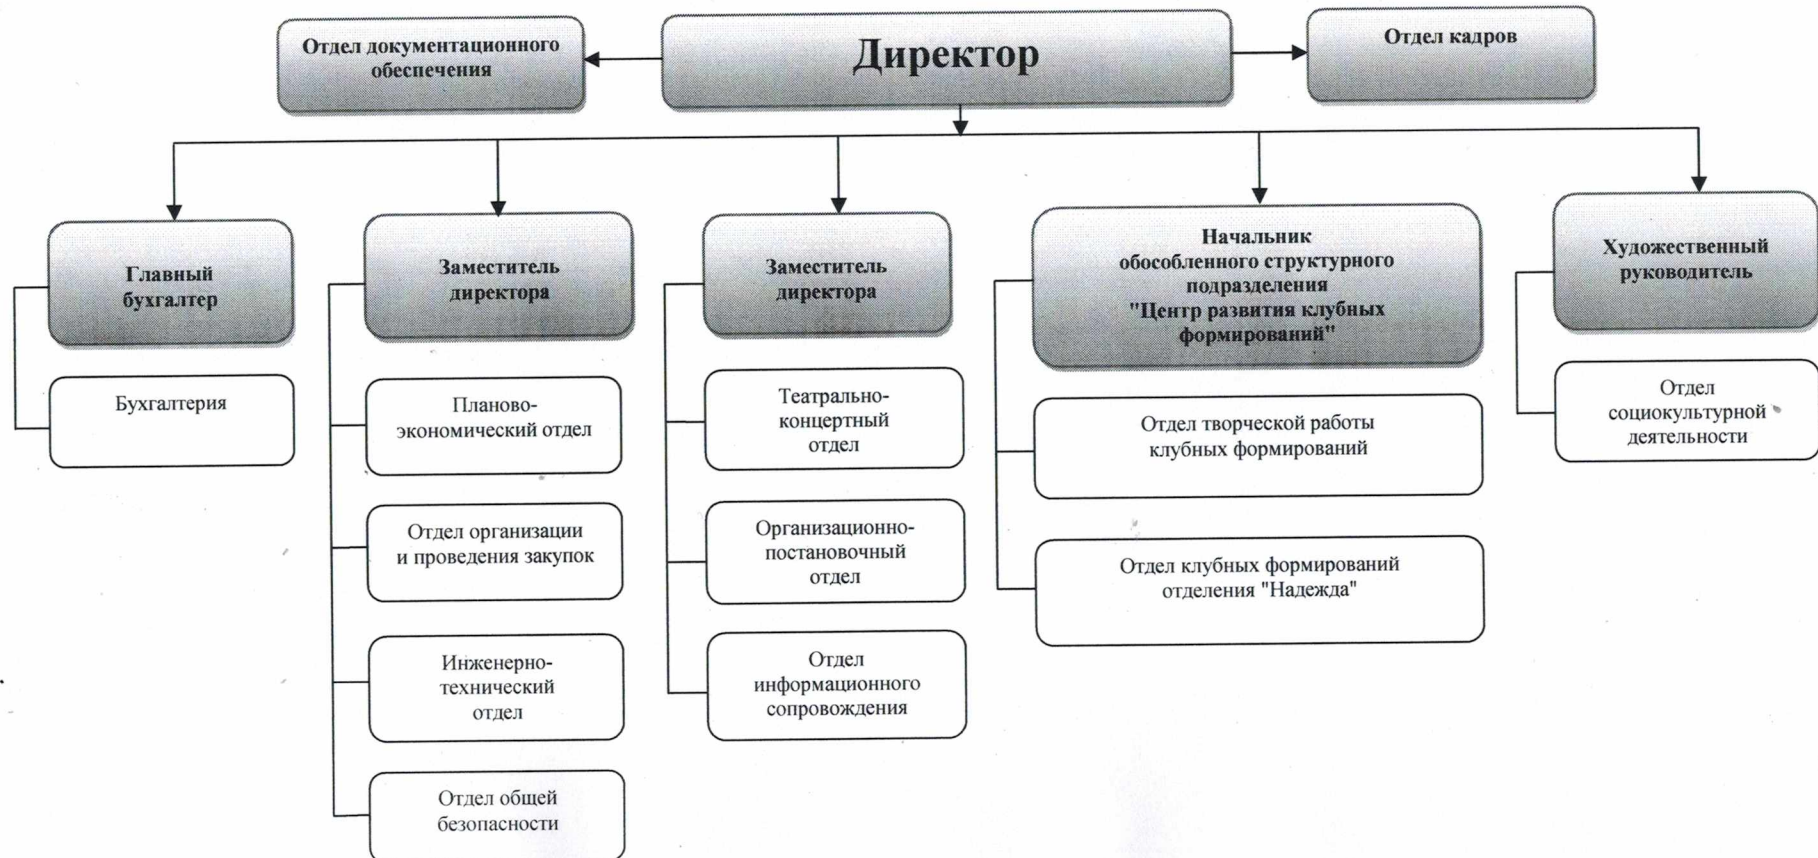 Отдел документационного
обеспечения
Директор
Отдел кадров
Главный
бухгалтер
Заместитель
директора
Заместитель
директора
Начальник
обособленного структурного
подразделения
"Центр развития клубных
формирований"
Художественный
руководитель
Бухгалтерия
Планово-
экономический отдел
Отдел организации
и проведения закупок
Инженерно-
технический
отдел
Отдел общей
безопасности
Театрально-
концертный
отдел
Организационно-
постановочный
отдел
Отдел
информационного
сопровождения
Отдел творческой работы
клубных формирований
Отдел клубных формирований
отделения "Надежда"
Отдел
социокультурной
деятельности